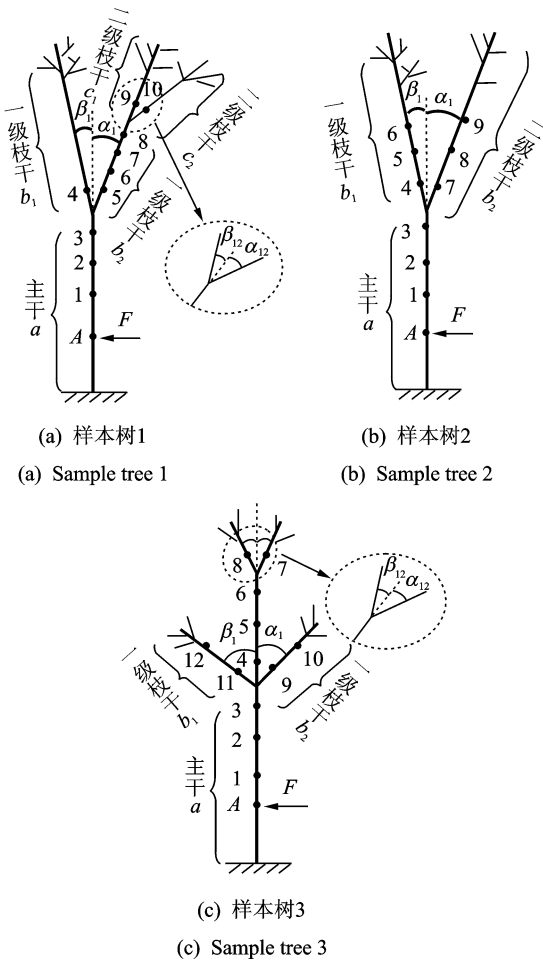 二级枝干
c₁
一级枝干
b₁
β₁
α₁
9
10
8
7
6
5
4
二级枝干
c₂
一级枝干
b₂
3
2
1
A
F
主干
a
β₁₂
α₁₂
(a) 样本树1
(a) Sample tree 1
一级枝干
b₁
β₁
α₁
6
5
4
9
8
7
二级枝干
b₂
3
2
1
A
F
主干
a
(b) 样本树2
(b) Sample tree 2
8
7
6
5
β₁
α₁
4
12
11
10
9
一级枝干
b₁
一级枝干
b₂
β₁₂
α₁₂
3
2
1
A
F
主干
a
(c) 样本树3
(c) Sample tree 3